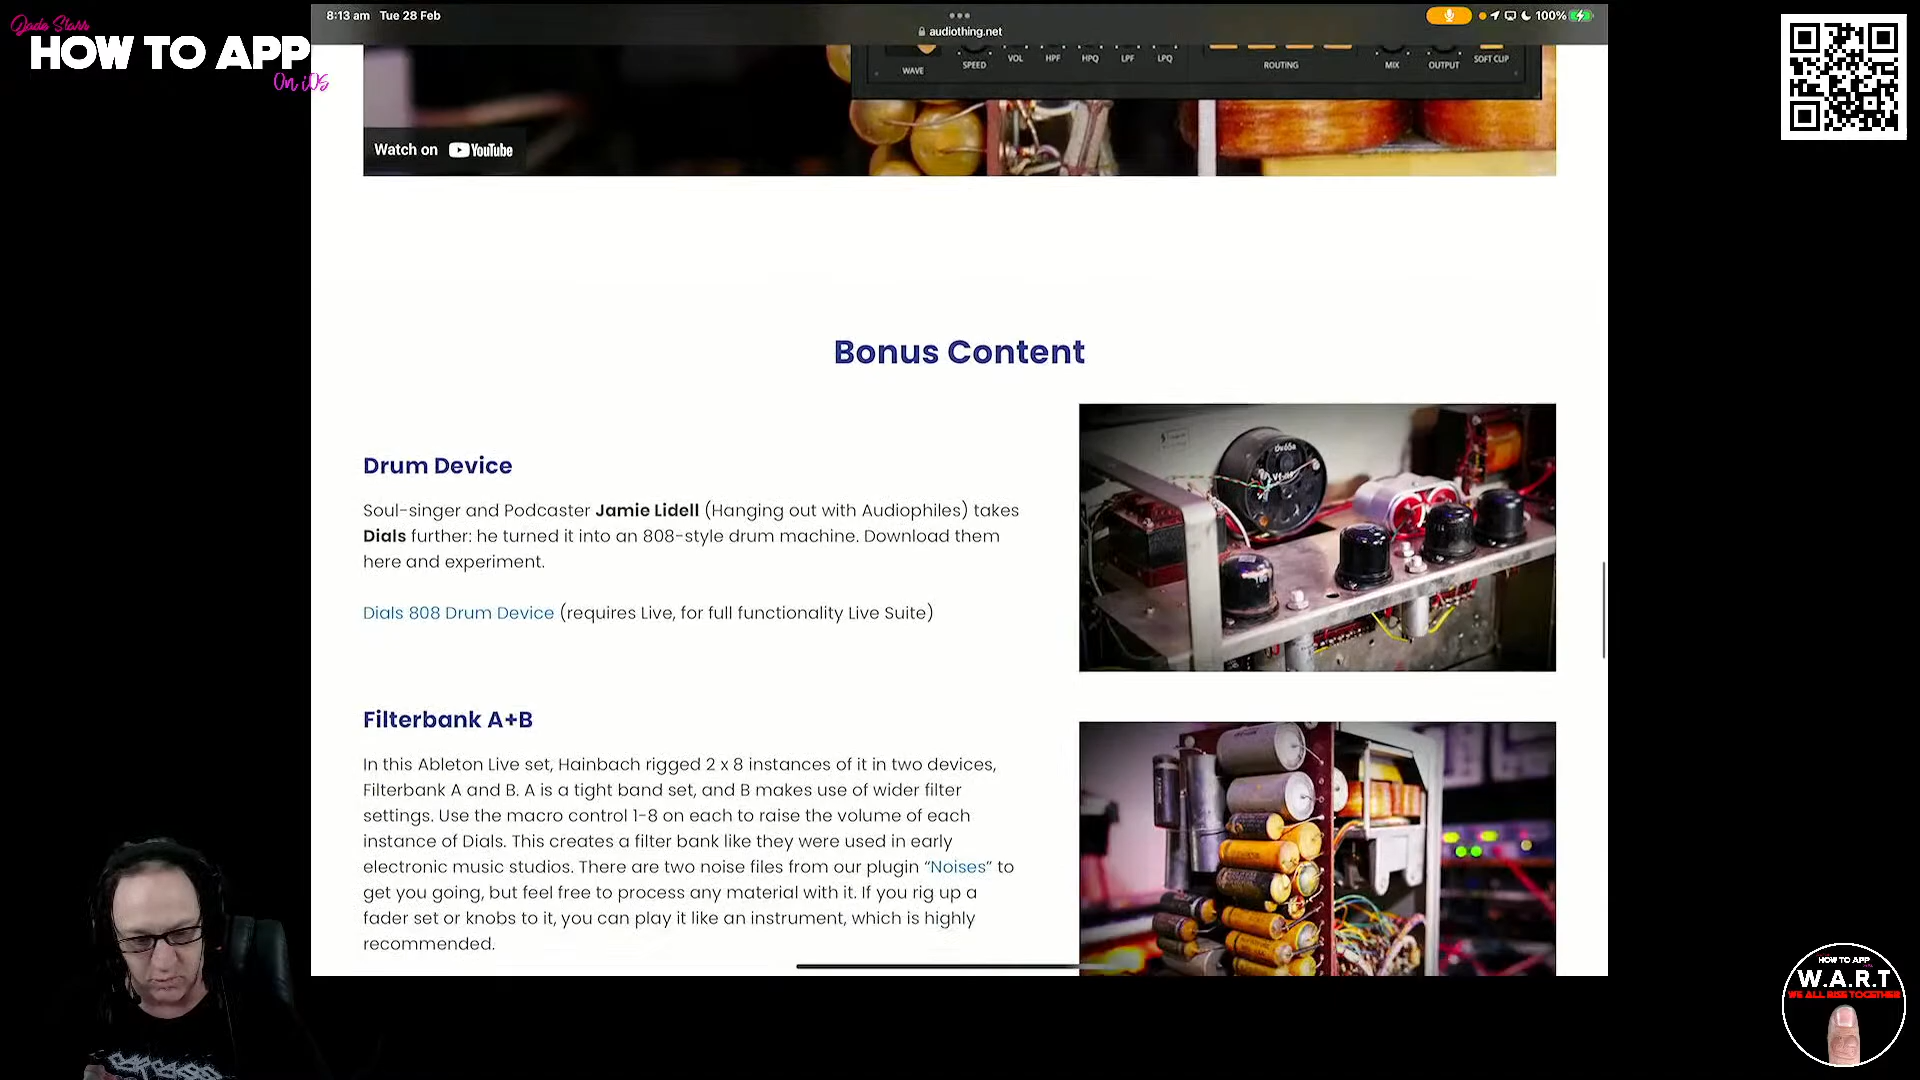 Jade Starr
HOW TO APP
On iOS
8:13 am Tue 28 Feb
100%
audiothing.net
WAVE SPEED VOL HPF HPQ LPF LPQ ROUTING MIX OUTPUT SOFT CLIP
Watch on YouTube
Bonus Content
Drum Device
Soul-singer and Podcaster Jamie Lidell (Hanging out with Audiophiles) takes
Dials further: he turned it into an 808-style drum machine. Download them
here and experiment.
Dials 808 Drum Device (requires Live, for full functionality Live Suite)
Filterbank A+B
In this Ableton Live set, Hainbach rigged 2 x 8 instances of it in two devices,
Filterbank A and B. A is a tight band set, and B makes use of wider filter
settings. Use the macro control 1-8 on each to raise the volume of each
instance of Dials. This creates a filter bank like they were used in early
electronic music studios. There are two noise files from our plugin “Noises” to
get you going, but feel free to process any material with it. If you rig up a
fader set or knobs to it, you can play it like an instrument, which is highly
recommended.
HOW TO APP
W.A.R.T
WE ALL RISE TOGETHER